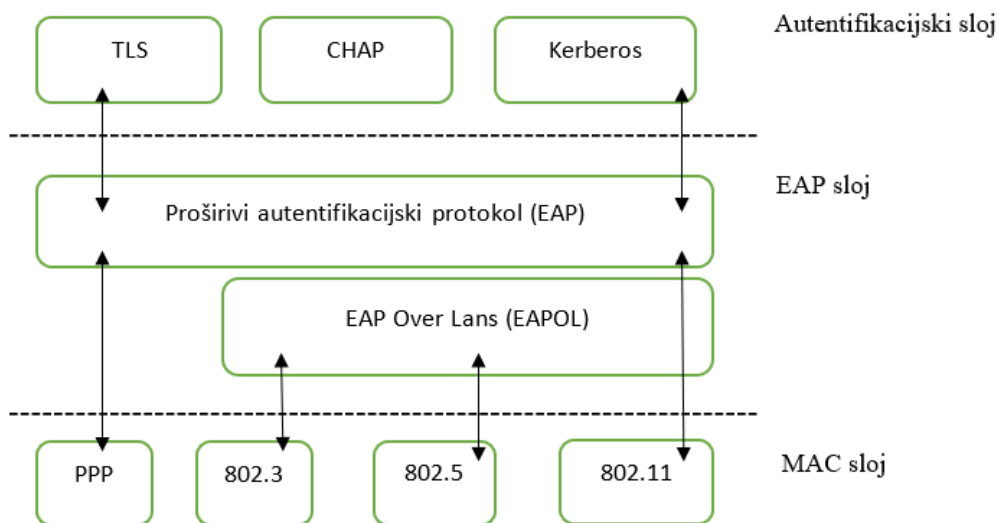 Autentifikacijski sloj
TLS
CHAP
Kerberos
EAP sloj
Proširivi autentifikacijski protokol (EAP)
EAP Over Lans (EAPOL)
MAC sloj
PPP
802.3
802.5
802.11